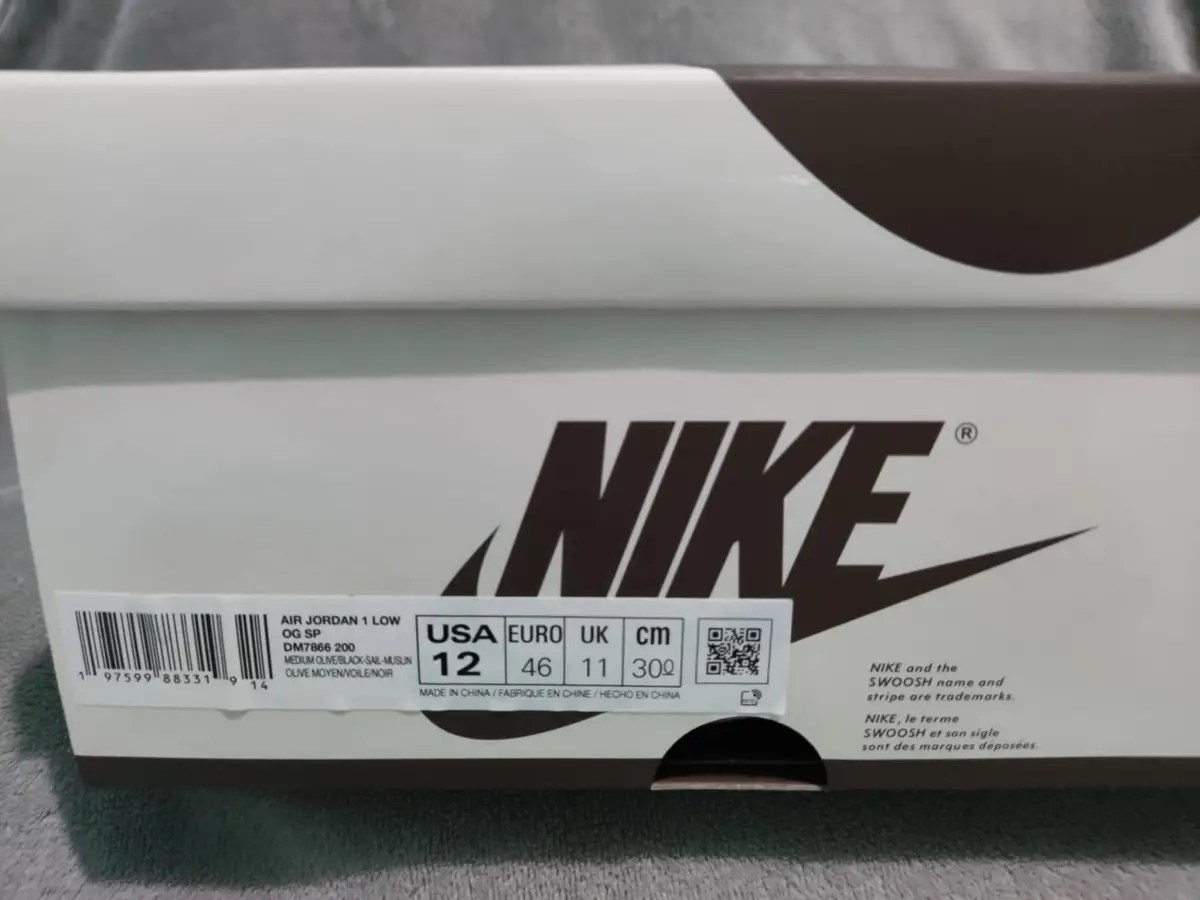 NIKE ®
AIR JORDAN 1 LOW
OG SP
DM7866 200
MEDIUM OLIVE/BLACK-SAIL-MUSLIN
OLIVE MOYEN/VOILE/NOIR
1 97599 88331 9 14
USA EURO UK cm
12 46 11 30 0
MADE IN CHINA / FABRIQUE EN CHINE / HECHO EN CHINA
NIKE and the
SWOOSH name and
stripe are trademarks.
NIKE, le terme
SWOOSH et son sigle
sont des marques déposées.